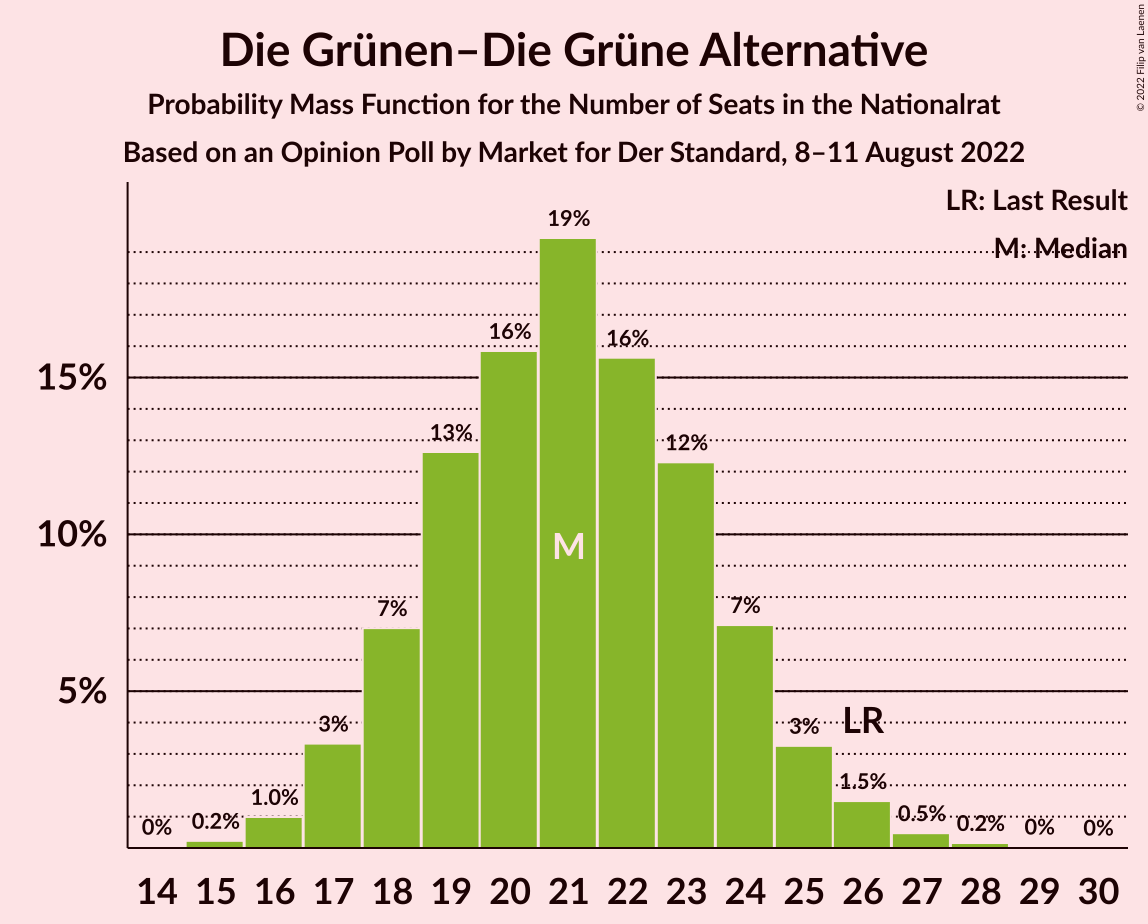 Die Grünen–Die Grüne Alternative
Probability Mass Function for the Number of Seats in the Nationalrat
Based on an Opinion Poll by Market for Der Standard, 8–11 August 2022
© 2022 Filip van Laenen
LR: Last Result
M: Median
15%
10%
5%
0%
0.2%
1.0%
3%
7%
13%
16%
19%
16%
12%
7%
3%
1.5%
0.5%
0.2%
0%
0%
M
LR
14 15 16 17 18 19 20 21 22 23 24 25 26 27 28 29 30